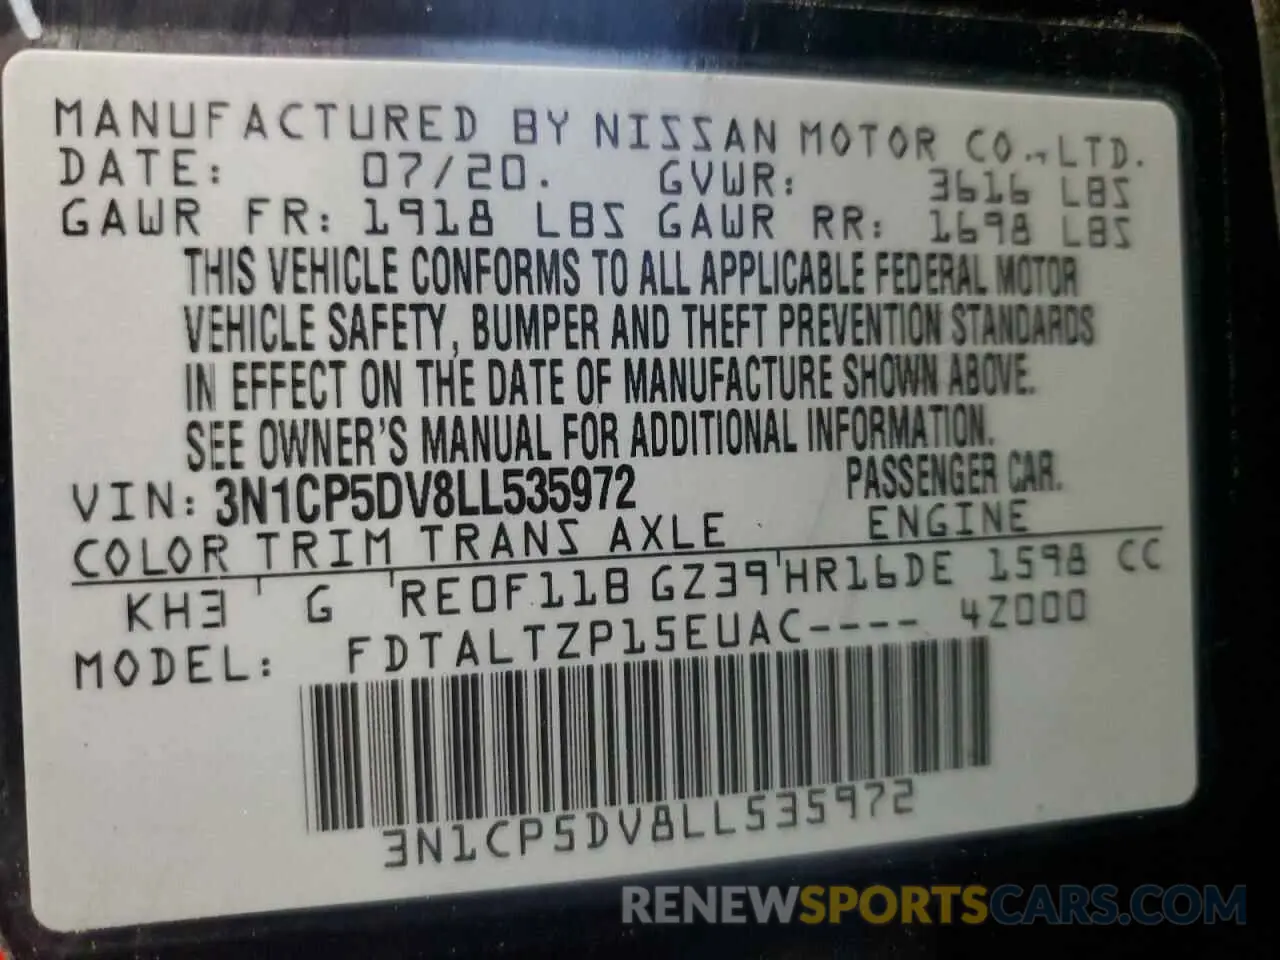 MANUFACTURED BY NISSAN MOTOR CO., LTD.
DATE: 07/20. GVWR: 3616 LBS
GAWR FR: 1918 LBS GAWR RR: 1698 LBS
THIS VEHICLE CONFORMS TO ALL APPLICABLE FEDERAL MOTOR
VEHICLE SAFETY, BUMPER AND THEFT PREVENTION STANDARDS
IN EFFECT ON THE DATE OF MANUFACTURE SHOWN ABOVE.
SEE OWNER'S MANUAL FOR ADDITIONAL INFORMATION.
VIN: 3N1CP5DV8LL535972 PASSENGER CAR.
COLOR TRIM TRANS AXLE ENGINE
KH3 ' G 'RE0F11B GZ39'HR16DE 1598 CC
MODEL: FDTALTZP15EUAC---- 4Z000
3N1CP5DV8LL535972
RENEWSPORTSCARS.COM